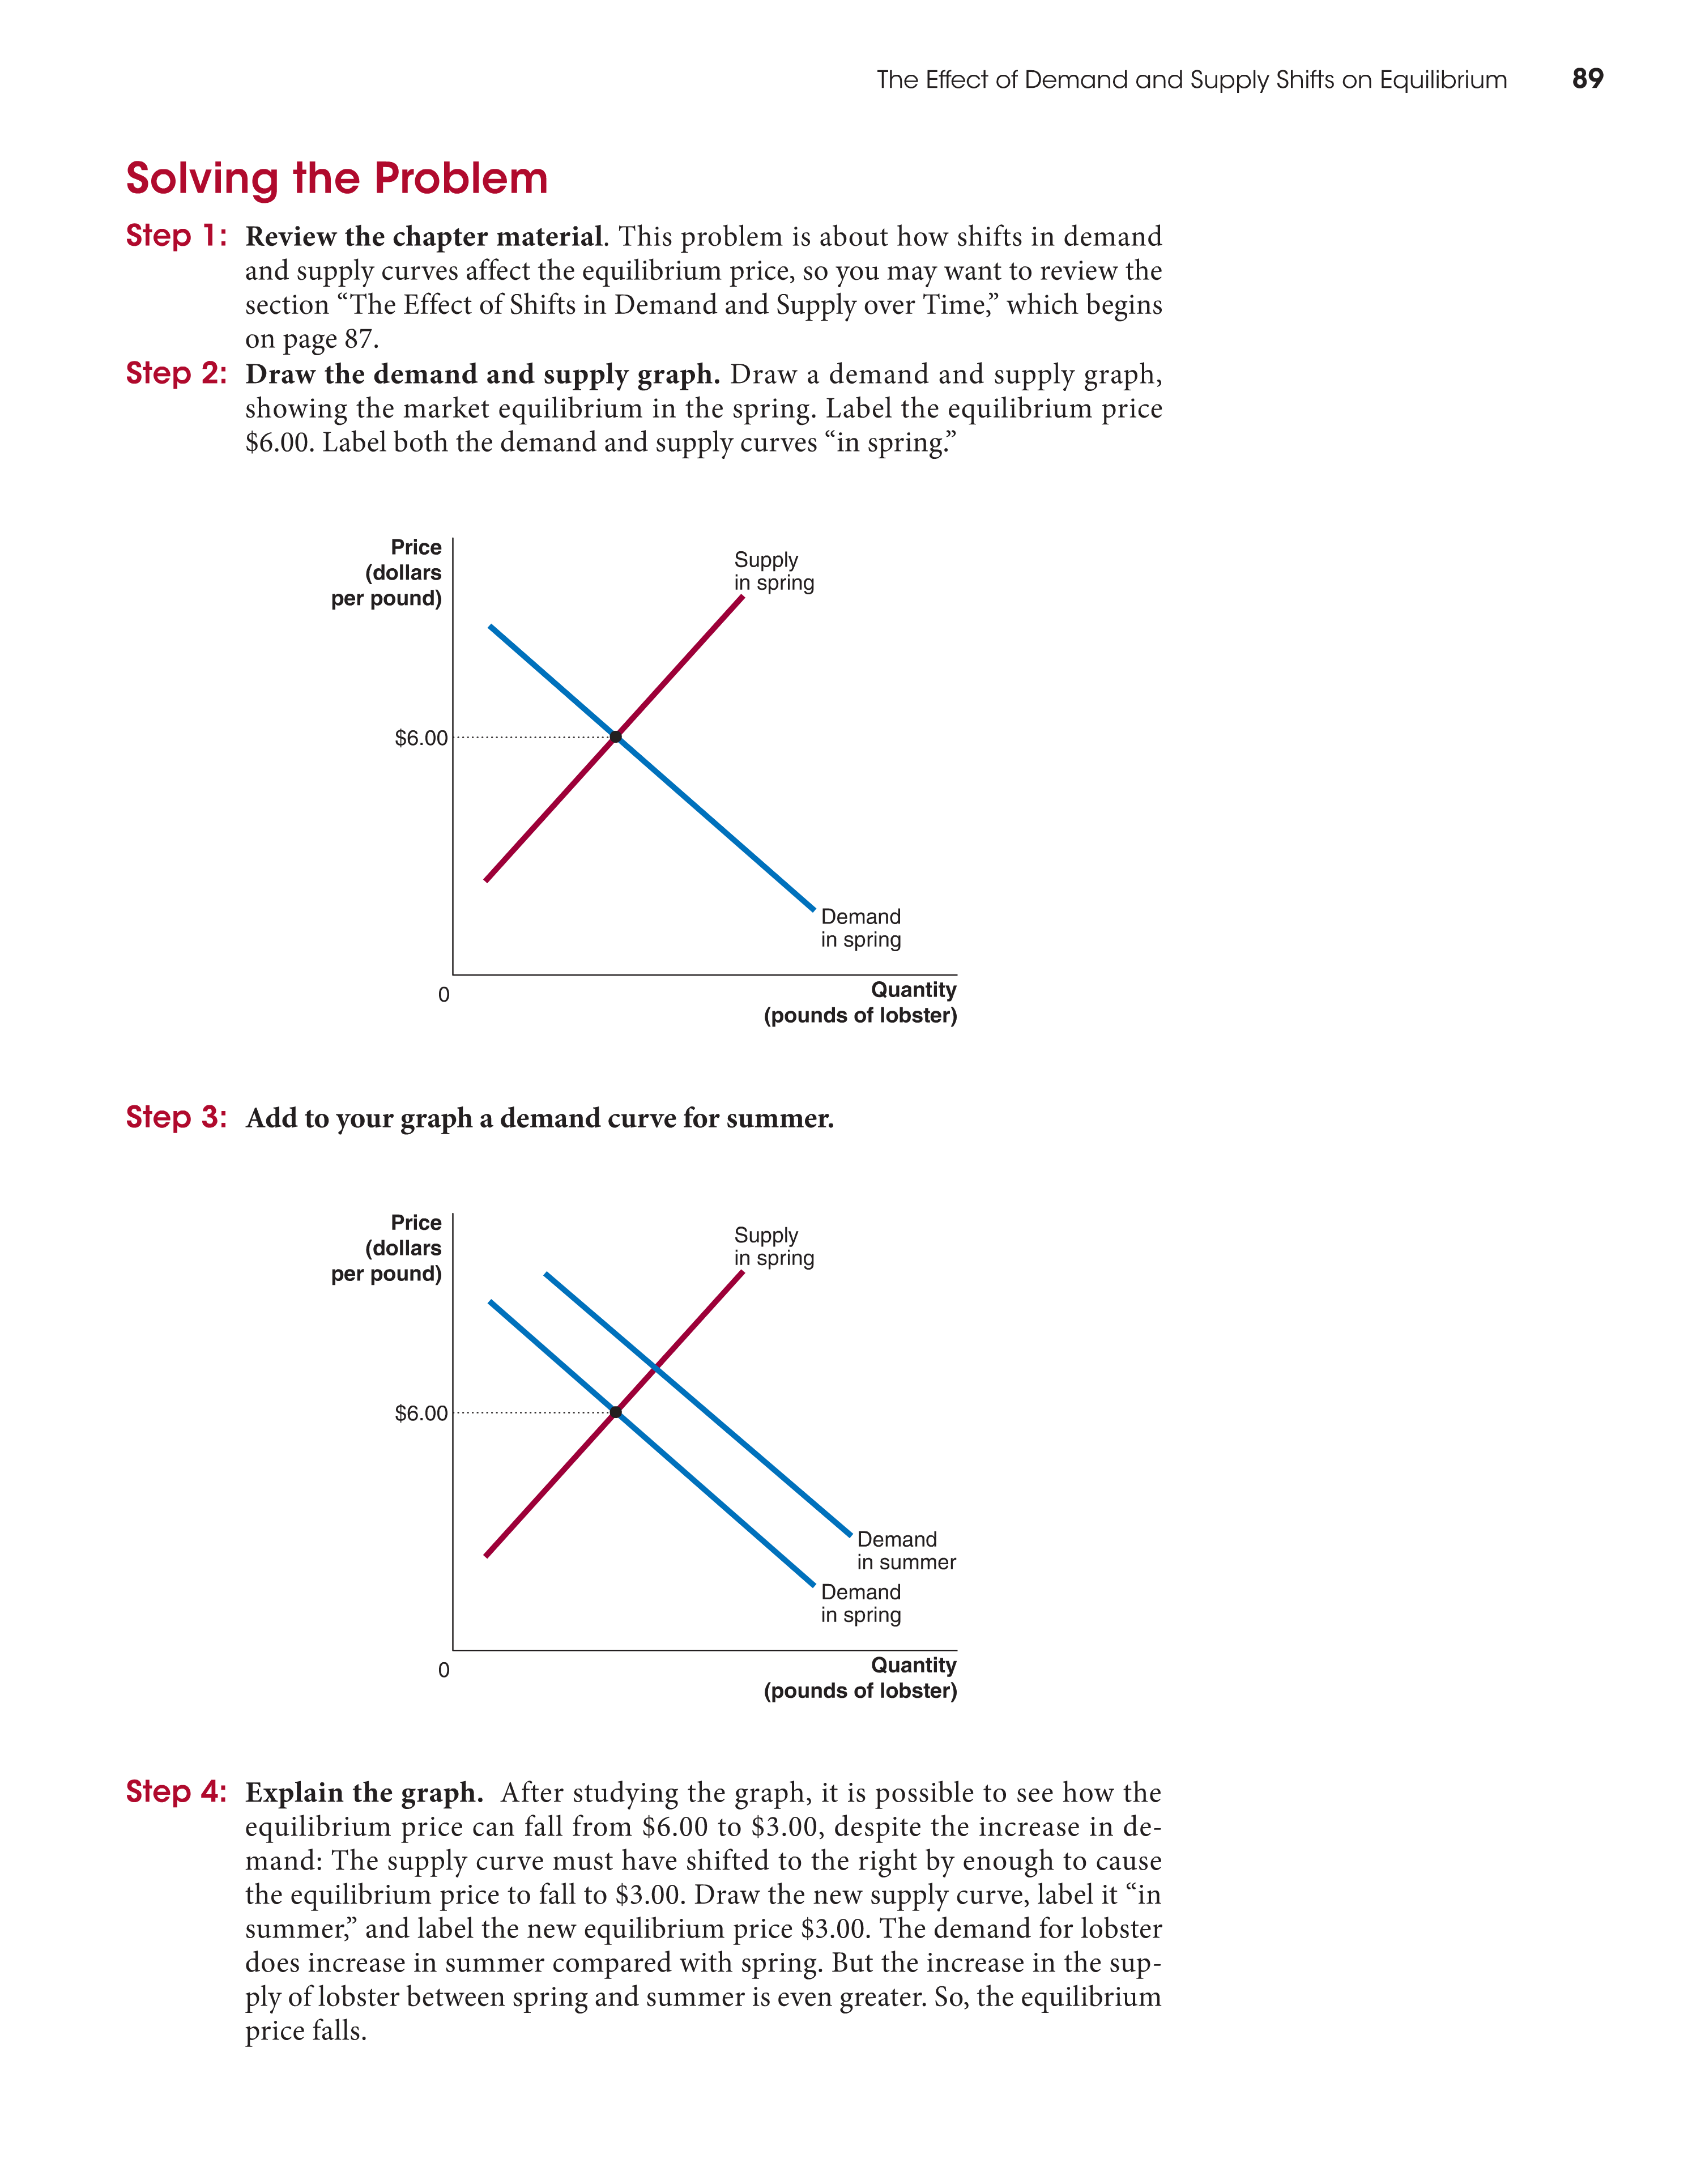 The Effect of Demand and Supply Shifts on Equilibrium 89
Solving the Problem
Step 1: Review the chapter material. This problem is about how shifts in demand
and supply curves affect the equilibrium price, so you may want to review the
section “The Effect of Shifts in Demand and Supply over Time,” which begins
on page 87.
Step 2: Draw the demand and supply graph. Draw a demand and supply graph,
showing the market equilibrium in the spring. Label the equilibrium price
$6.00. Label both the demand and supply curves “in spring.”
Price
(dollars
per pound)
Supply
in spring
$6.00
Demand
in spring
0
Quantity
(pounds of lobster)
Step 3: Add to your graph a demand curve for summer.
Price
(dollars
per pound)
Supply
in spring
$6.00
Demand
in summer
Demand
in spring
0
Quantity
(pounds of lobster)
Step 4: Explain the graph. After studying the graph, it is possible to see how the
equilibrium price can fall from $6.00 to $3.00, despite the increase in de-
mand: The supply curve must have shifted to the right by enough to cause
the equilibrium price to fall to $3.00. Draw the new supply curve, label it “in
summer,” and label the new equilibrium price $3.00. The demand for lobster
does increase in summer compared with spring. But the increase in the sup-
ply of lobster between spring and summer is even greater. So, the equilibrium
price falls.